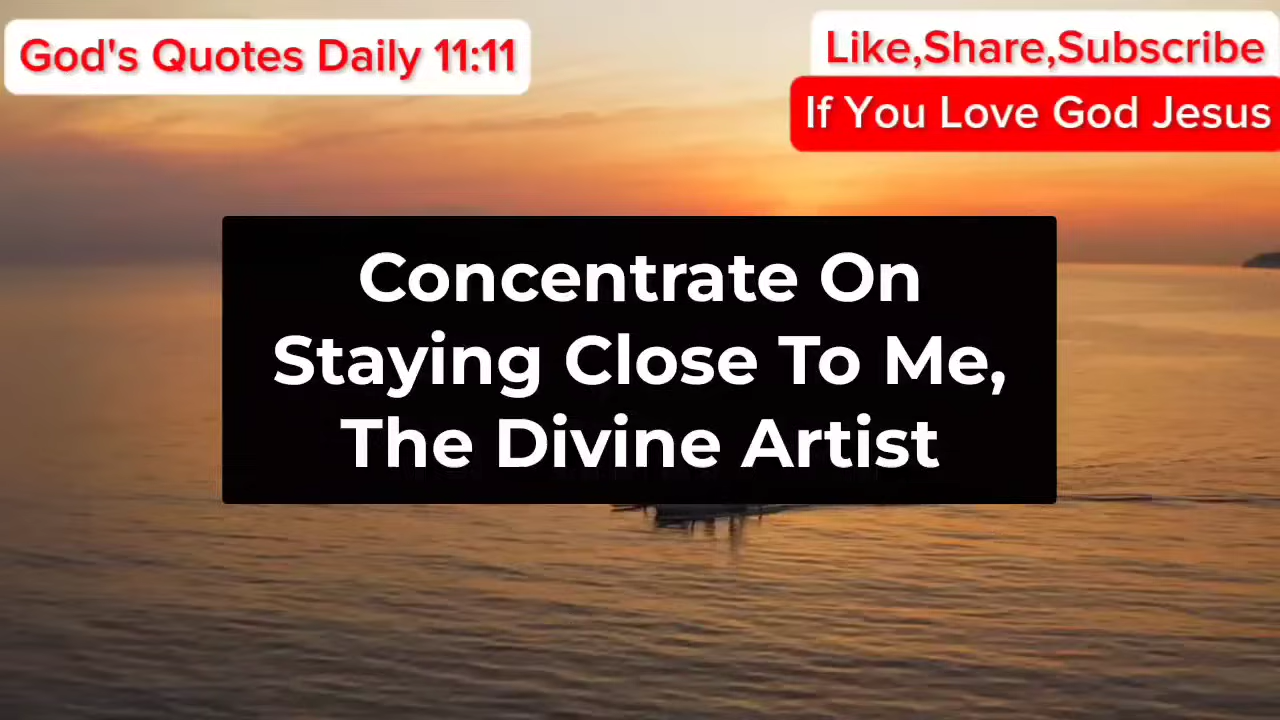 God's Quotes Daily 11:11
Like,Share,Subscribe
If You Love God Jesus
Concentrate On
Staying Close To Me,
The Divine Artist